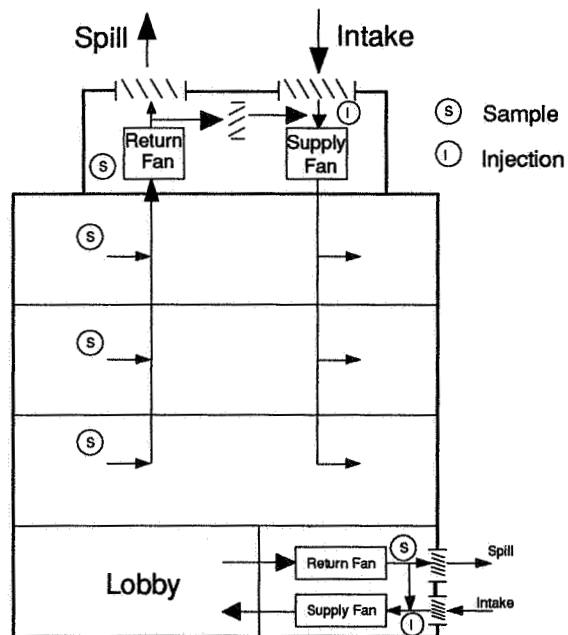 Spill
Intake
I
S Sample
Return
Fan
Supply
Fan
I Injection
S
S
S
S
S
Return Fan
Spill
Lobby
Supply Fan
Intake
I